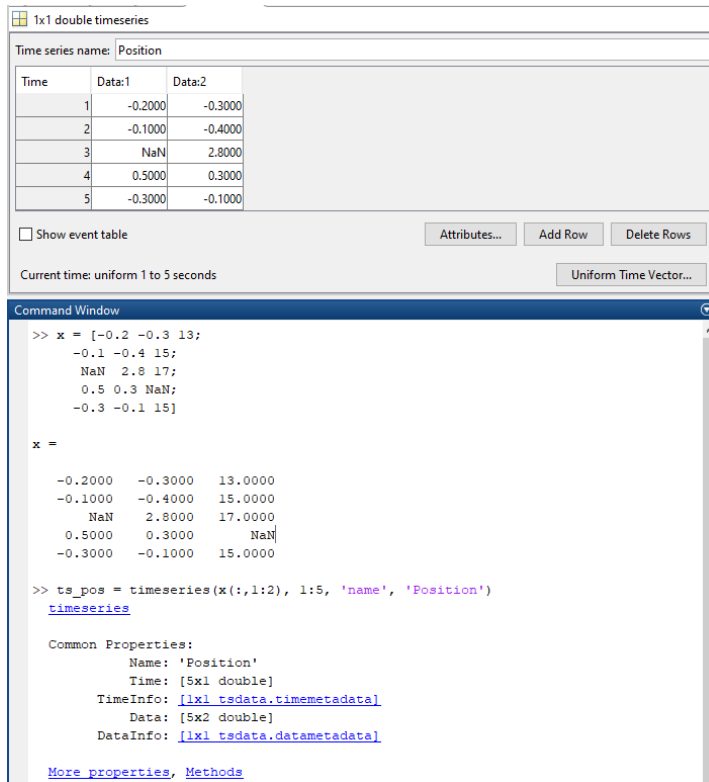 1x1 double timeseries
Time series name: Position
Time Data:1 Data:2
1 -0.2000 -0.3000
2 -0.1000 -0.4000
3 NaN 2.8000
4 0.5000 0.3000
5 -0.3000 -0.1000
Show event table Attributes... Add Row Delete Rows
Current time: uniform 1 to 5 seconds Uniform Time Vector...
Command Window
>> x = [-0.2 -0.3 13;
-0.1 -0.4 15;
NaN 2.8 17;
0.5 0.3 NaN;
-0.3 -0.1 15]
x =
-0.2000 -0.3000 13.0000
-0.1000 -0.4000 15.0000
NaN 2.8000 17.0000
0.5000 0.3000 NaN
-0.3000 -0.1000 15.0000
>> ts_pos = timeseries(x(:,1:2), 1:5, 'name', 'Position')
timeseries
Common Properties:
Name: 'Position'
Time: [5x1 double]
TimeInfo: [1x1 tsdata.timemetadata]
Data: [5x2 double]
DataInfo: [1x1 tsdata.datametadata]
More properties, Methods